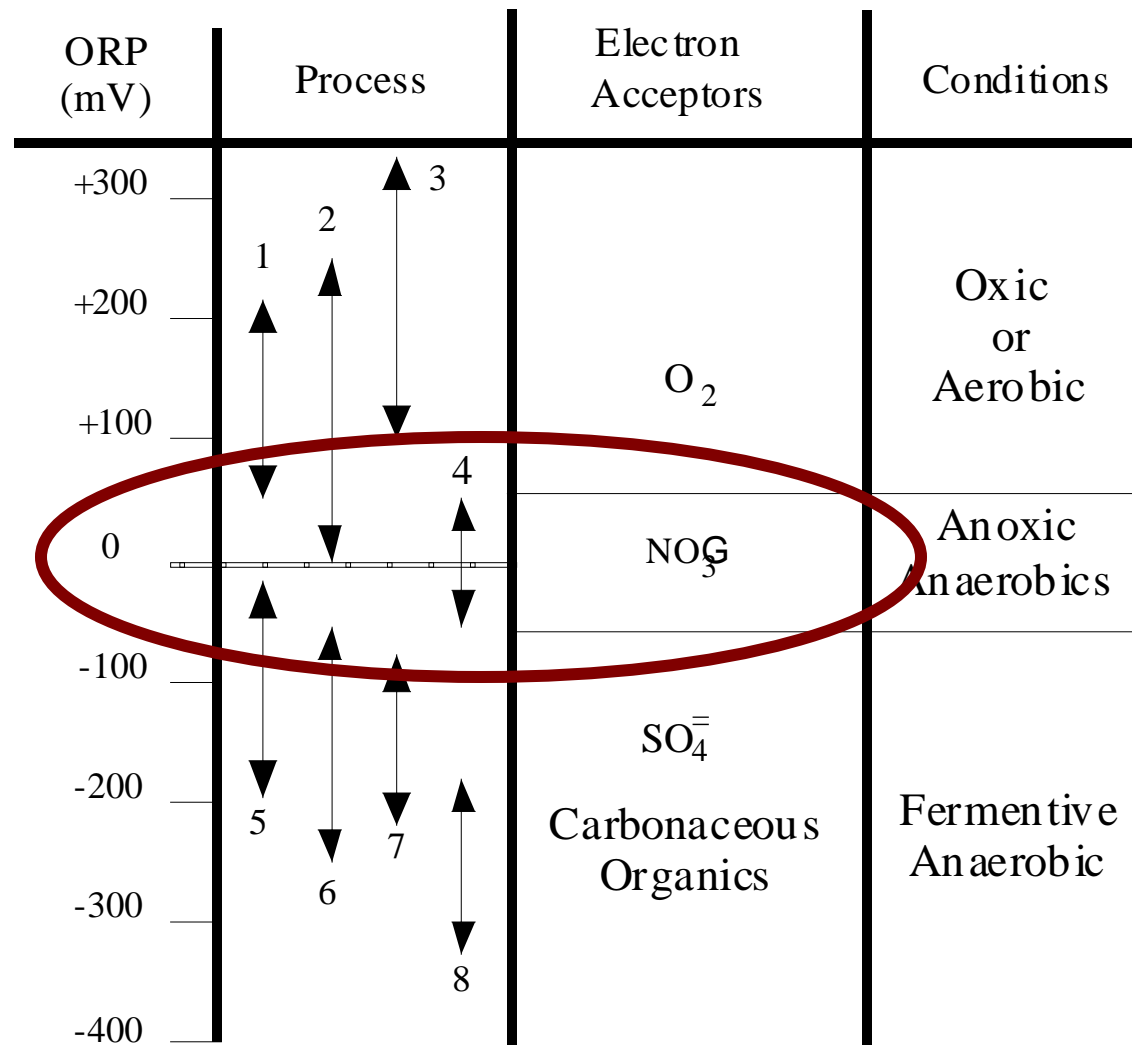 ORP
(mV)
Process
Electron
Acceptors
Conditions
+300
+200
+100
0
-100
-200
-300
-400
1
2
3
4
5
6
7
8
O2
NO3G
SO4=
Carbonaceous
Organics
Oxic
or
Aerobic
Anoxic
Anaerobics
Fermentive
Anaerobic